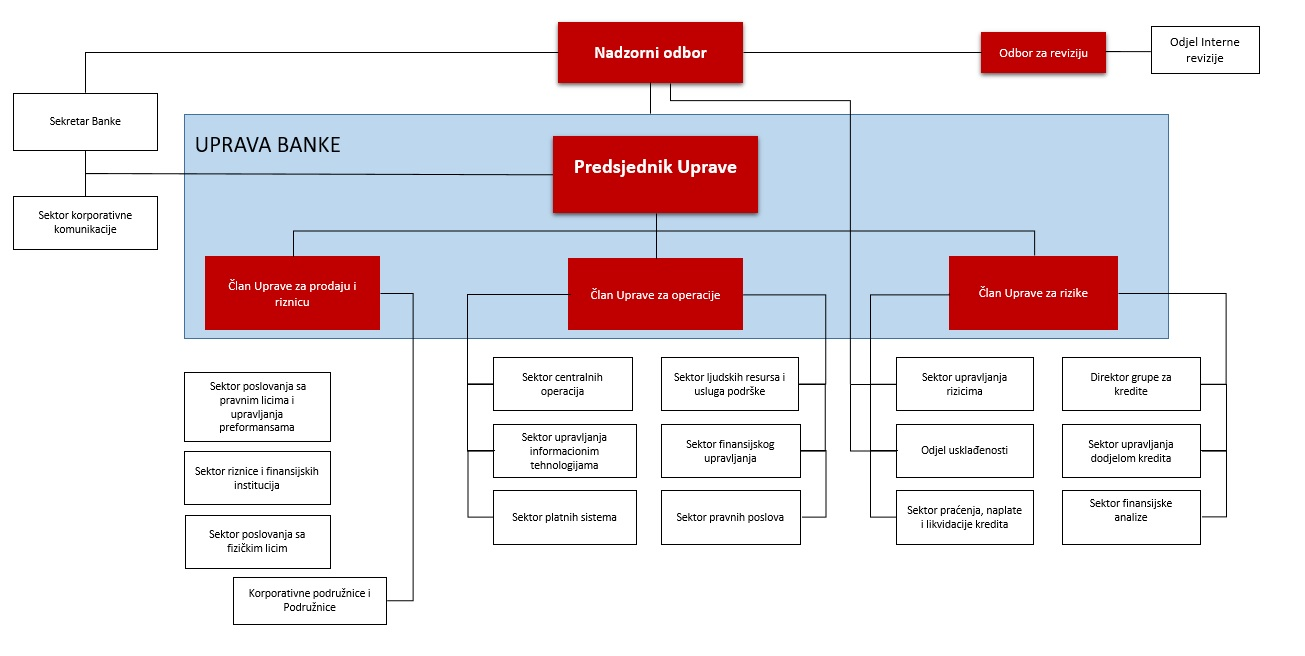 Nadzorni odbor
Odbor za reviziju
Odjel Interne
revizije
Sekretar Banke
UPRAVA BANKE
Predsjednik Uprave
Sektor korporativne
komunikacije
Član Uprave za prodaju i
riznicu
Član Uprave za operacije
Član Uprave za rizike
Sektor poslovanja sa
pravnim licima i
upravljanja
preformansama
Sektor riznice i finansijskih
institucija
Sektor poslovanja sa
fizičkim licim
Korporativne podružnice i
Podružnice
Sektor centralnih
operacija
Sektor ljudskih resursa i
usluga podrške
Sektor upravljanja
informacionim
tehnologijama
Sektor finansijskog
upravljanja
Sektor platnih sistema
Sektor pravnih poslova
Sektor upravljanja
rizicima
Direktor grupe za
kredite
Odjel usklađenosti
Sektor upravljanja
dodjelom kredita
Sektor praćenja, naplate
i likvidacije kredita
Sektor finansijske
analize